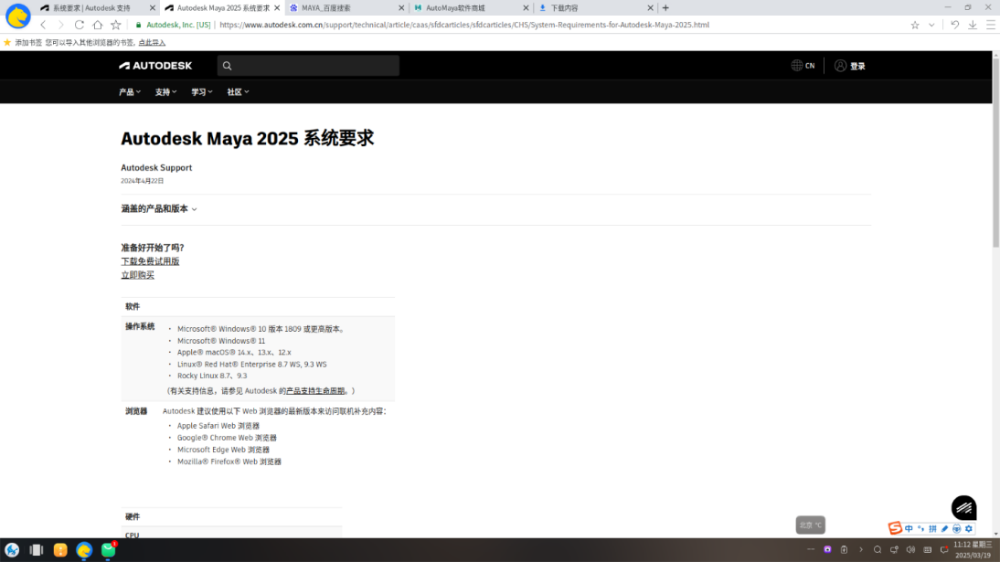 系统要求 | Autodesk 支持
Autodesk Maya 2025 系统要求
MAYA_百度搜索
AutoMaya软件商城
下载内容
Autodesk, Inc. [US]
https://www.autodesk.com.cn/support/technical/article/caas/sfdcarticles/sfdcarticles/CHS/System-Requirements-for-Autodesk-Maya-2025.html
添加书签 您可以导入其他浏览器的书签, 点此导入
AUTODESK
CN
登录
产品
支持
学习
社区
Autodesk Maya 2025 系统要求
Autodesk Support
2024年4月22日
涵盖的产品和版本
准备好开始了吗?
下载免费试用版
立即购买
软件
操作系统
• Microsoft® Windows® 10 版本 1809 或更高版本。
• Microsoft® Windows® 11
• Apple® macOS® 14.x、13.x、12.x
• Linux® Red Hat® Enterprise 8.7 WS, 9.3 WS
• Rocky Linux 8.7、9.3
（有关支持信息，请参见 Autodesk 的产品支持生命周期。）
浏览器
Autodesk 建议使用以下 Web 浏览器的最新版本来访问联机补充内容：
• Apple Safari Web 浏览器
• Google® Chrome Web 浏览器
• Microsoft Edge Web 浏览器
• Mozilla® Firefox® Web 浏览器
硬件
CPU
北京 ℃
中
拼
11:12 星期三
2025/03/19